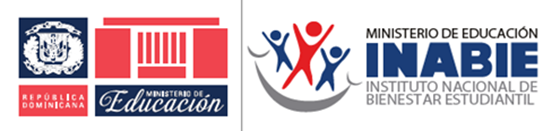 REPÚBLICA
DOMINICANA
MINISTERIO DE
Educación
MINISTERIO DE EDUCACIÓN
INABIE
INSTITUTO NACIONAL DE
BIENESTAR ESTUDIANTIL